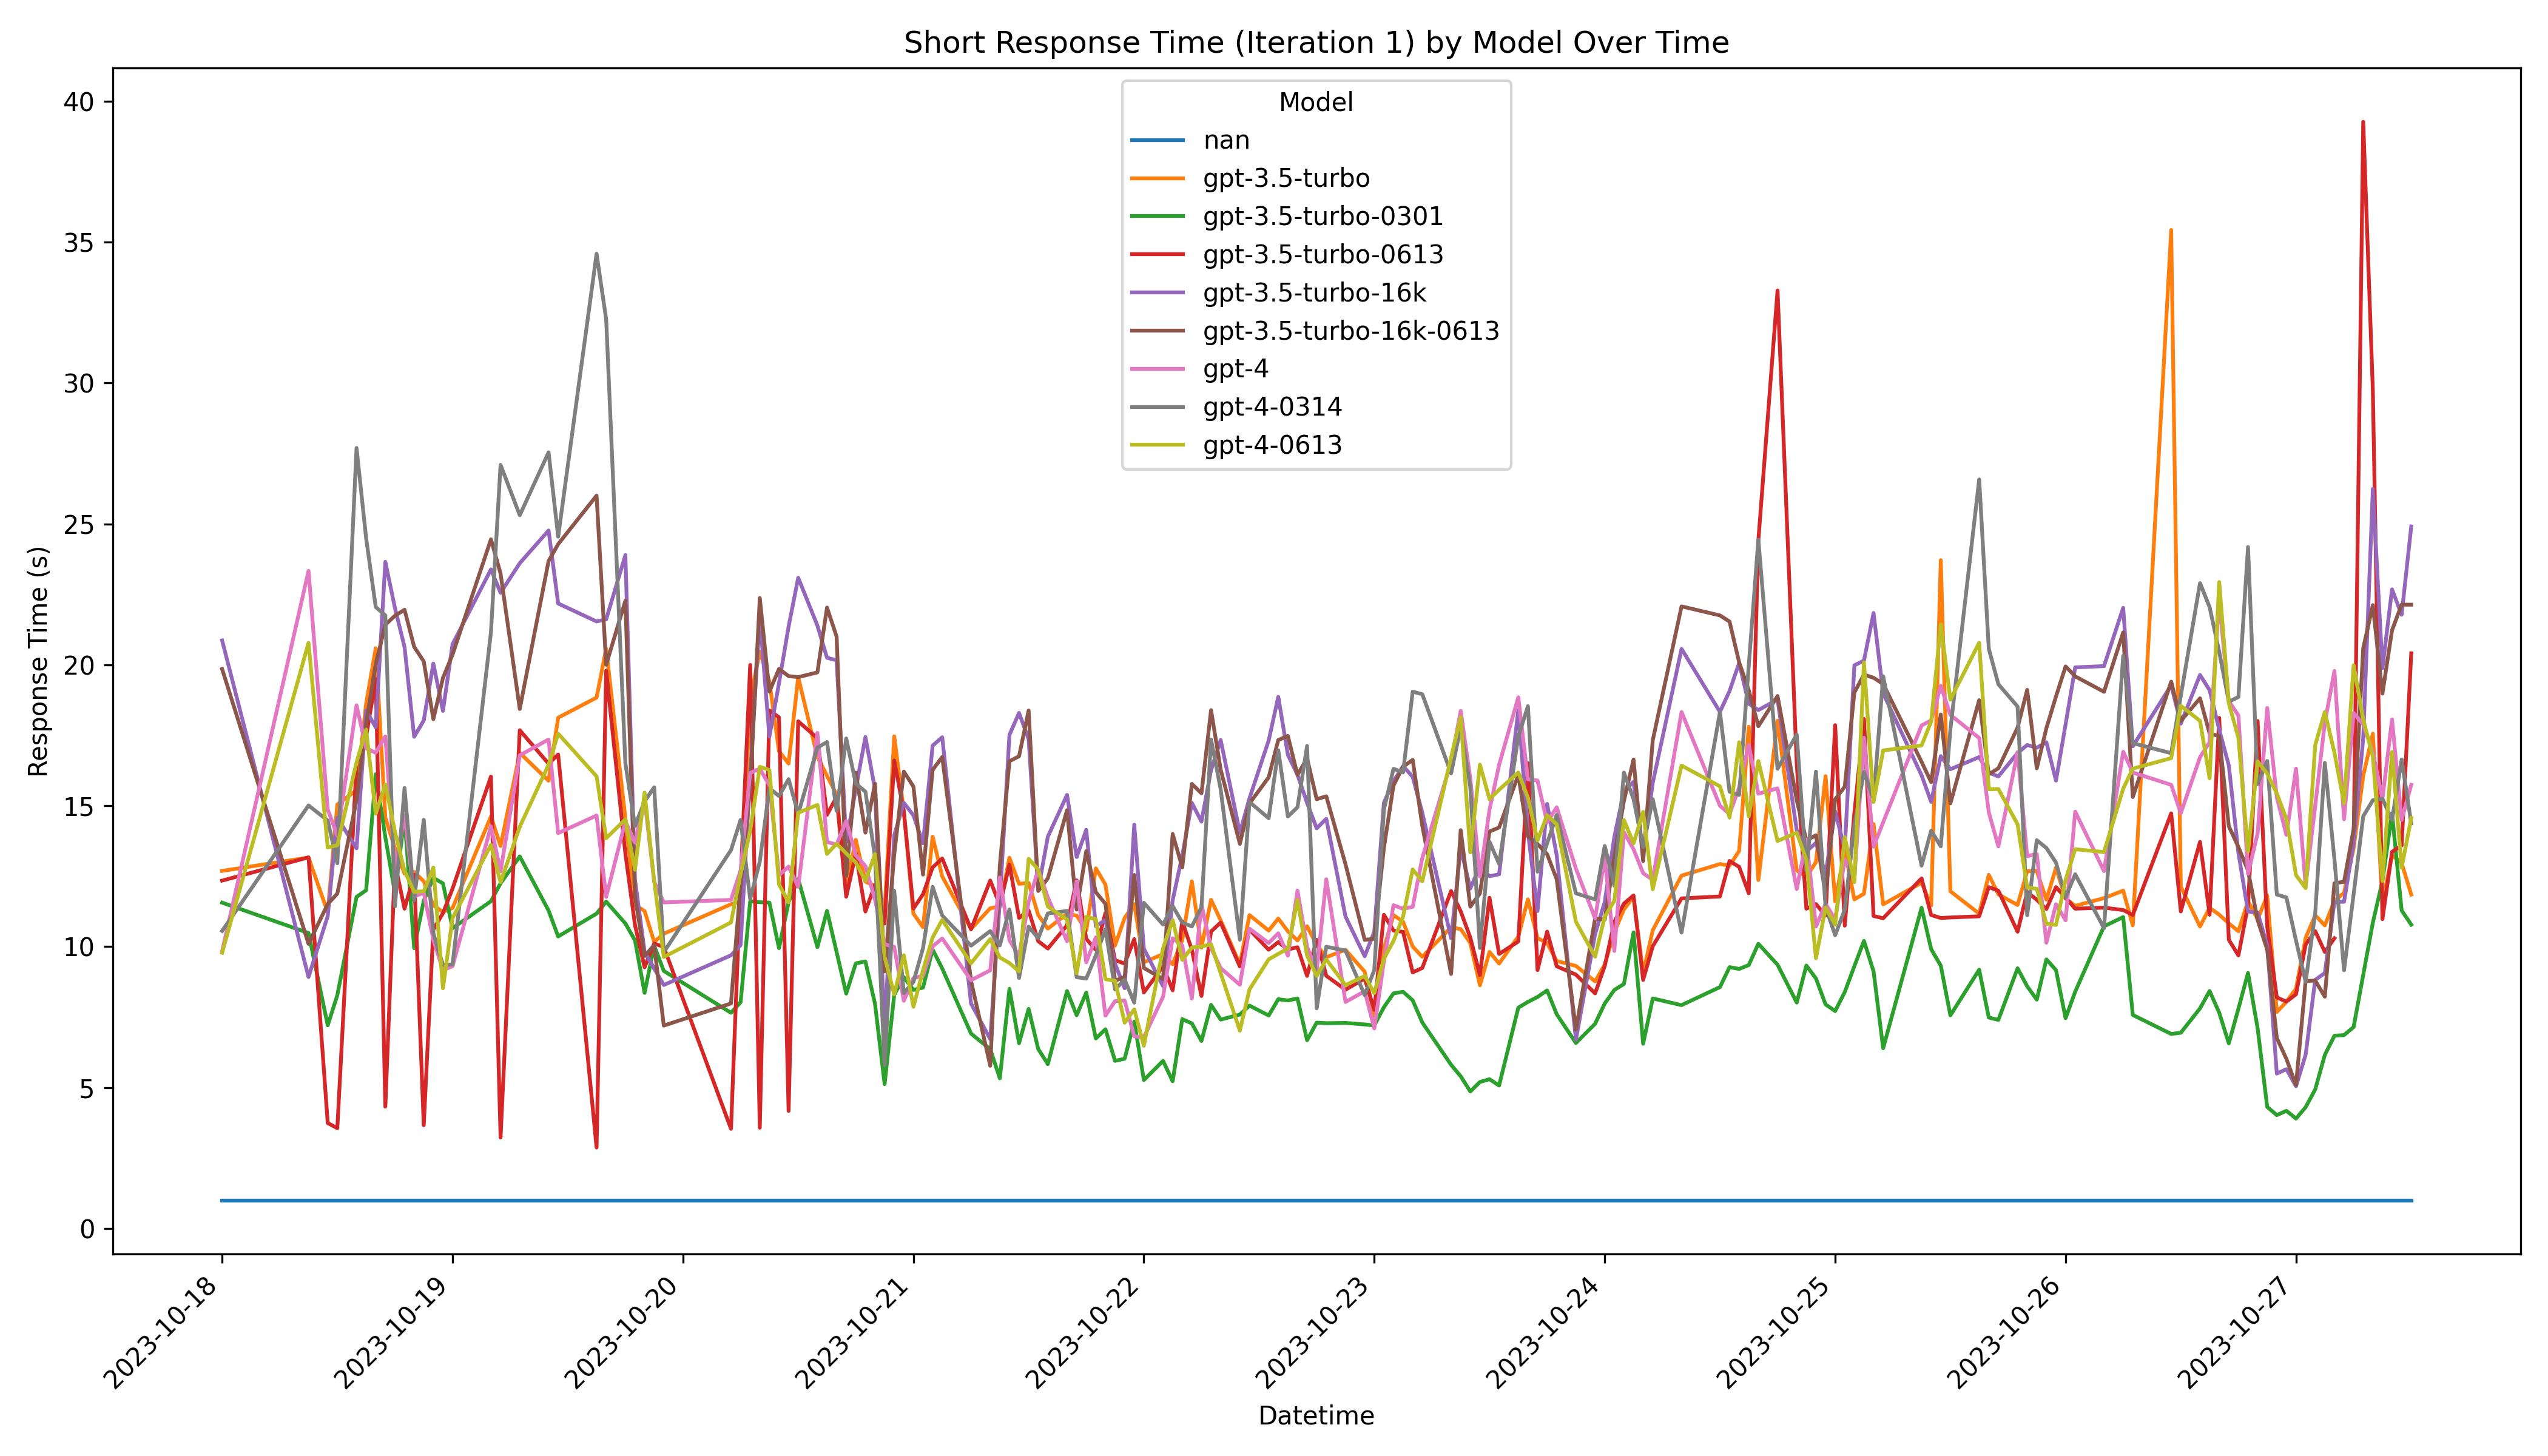 Short Response Time (Iteration 1) by Model Over Time
Model
nan
gpt-3.5-turbo
gpt-3.5-turbo-0301
gpt-3.5-turbo-0613
gpt-3.5-turbo-16k
gpt-3.5-turbo-16k-0613
gpt-4
gpt-4-0314
gpt-4-0613
Response Time (s)
40
35
30
25
20
15
10
5
0
2023-10-18
2023-10-19
2023-10-20
2023-10-21
2023-10-22
2023-10-23
2023-10-24
2023-10-25
2023-10-26
2023-10-27
Datetime